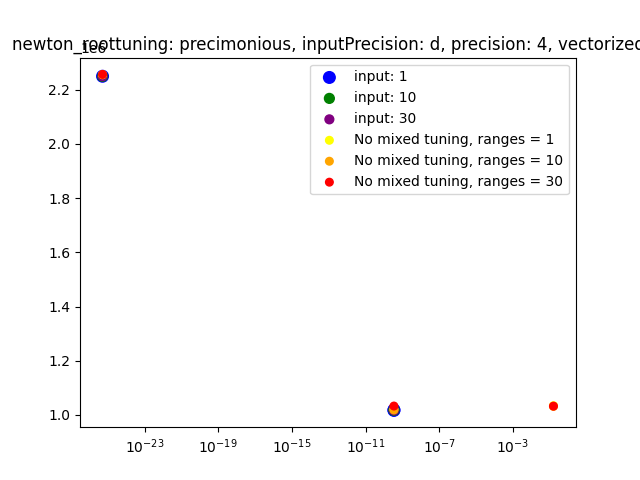 newton_roottuning: precimonious, inputPrecision: d, precision: 4, vectorized
1e6
input: 1
input: 10
input: 30
No mixed tuning, ranges = 1
No mixed tuning, ranges = 10
No mixed tuning, ranges = 30
2.2
2.0
1.8
1.6
1.4
1.2
1.0
10⁻²³ 10⁻¹⁹ 10⁻¹⁵ 10⁻¹¹ 10⁻⁷ 10⁻³